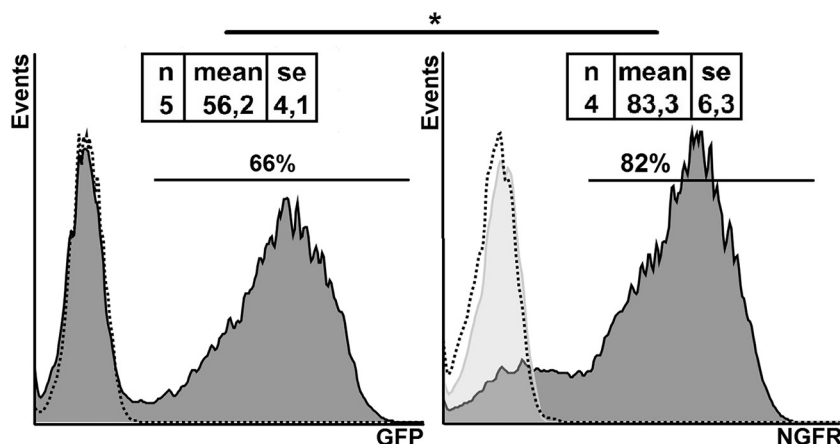 *
n mean se
5 56,2 4,1
n mean se
4 83,3 6,3
Events
66%
GFP
Events
82%
NGFR